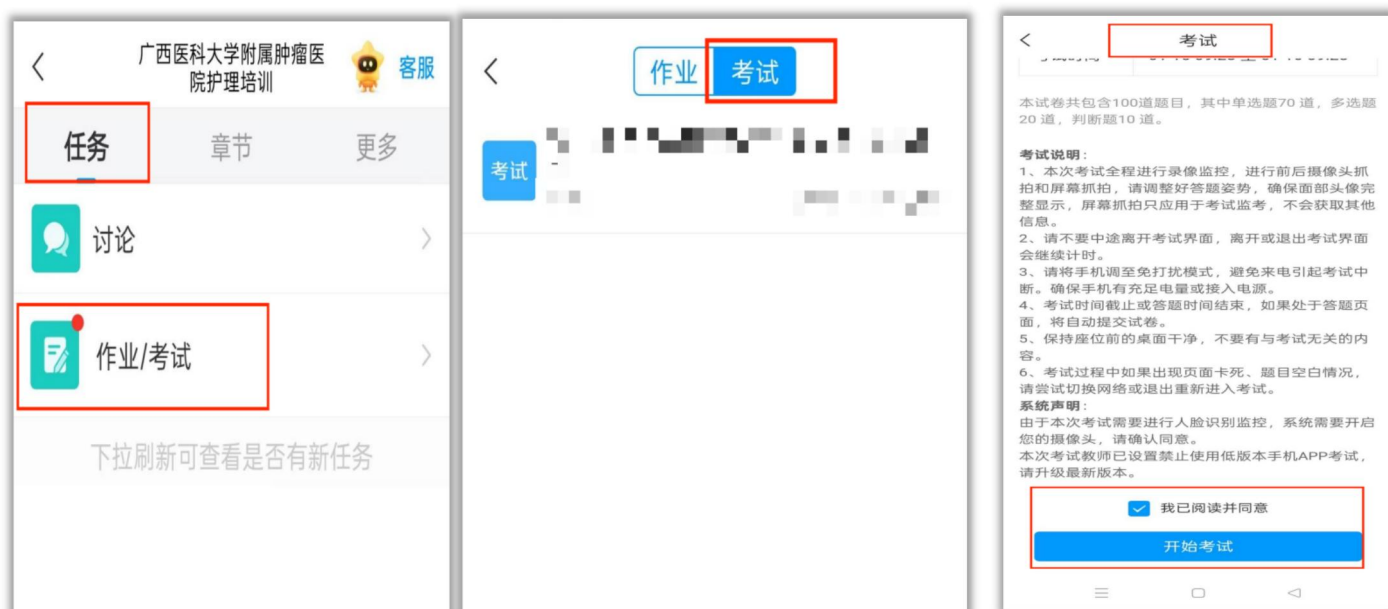 广西医科大学附属肿瘤医
院护理培训
客服
任务
章节
更多
讨论
作业/考试
下拉刷新可查看是否有新任务
作业
考试
考试
考试
本试卷共包含100道题目，其中单选题70 道，多选题
20 道，判断题10 道。
考试说明：
1、本次考试全程进行录像监控，进行前后摄像头抓
拍和屏幕抓拍，请调整好答题姿势，确保面部头像完
整显示，屏幕抓拍只应用于考试监考，不会获取其他
信息。
2、请不要中途离开考试界面，离开或退出考试界面
会继续计时。
3、请将手机调至免打扰模式，避免来电引起考试中
断。确保手机有充足电量或接入电源。
4、考试时间截止或答题时间结束，如果处于答题页
面，将自动提交试卷。
5、保持座位前的桌面干净，不要有与考试无关的内
容。
6、考试过程中如果出现页面卡死、题目空白情况，
请尝试切换网络或退出重新进入考试。
系统声明：
由于本次考试需要进行人脸识别监控，系统需要开启
您的摄像头，请确认同意。
本次考试教师已设置禁止使用低版本手机APP考试，
请升级最新版本。
我已阅读并同意
开始考试